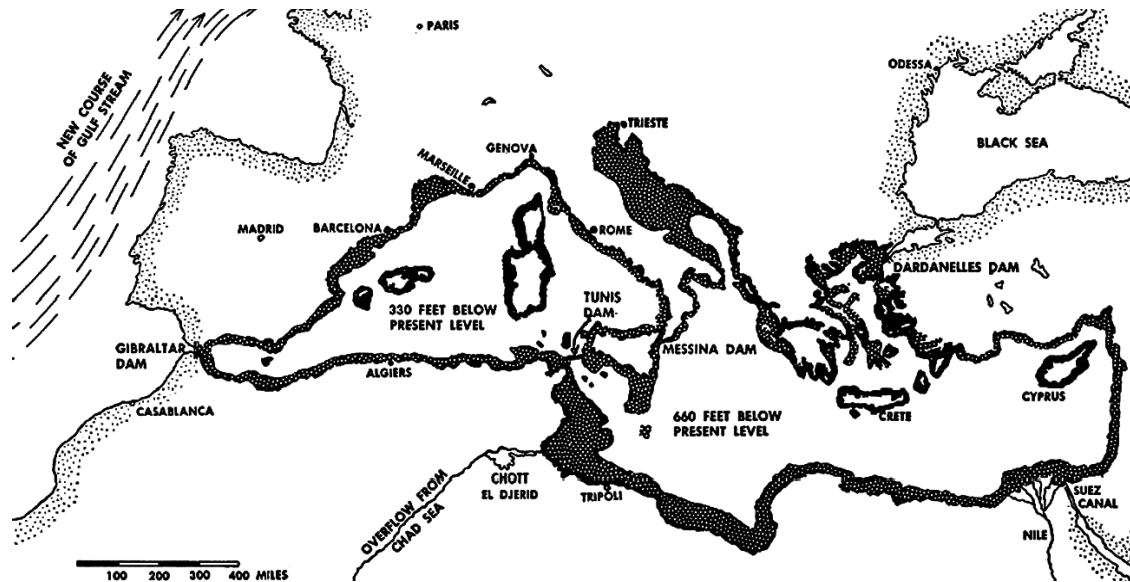 PARIS
ODESSA
NEW COURSE
OF GULF STREAM
TRIESTE
BLACK SEA
GENOVA
MARSEILLE
MADRID
BARCELONA
ROME
DARDANELLES DAM
TUNIS
DAM-
330 FEET BELOW
PRESENT LEVEL
GIBRALTAR
DAM
MESSINA DAM
ALGIERS
CYPRUS
CASABLANCA
CRETE
660 FEET BELOW
PRESENT LEVEL
CHOTT
EL DJERID
TRIPOLI
SUEZ
CANAL
OVERFLOW FROM
CHAD SEA
NILE
100 200 300 400 MILES